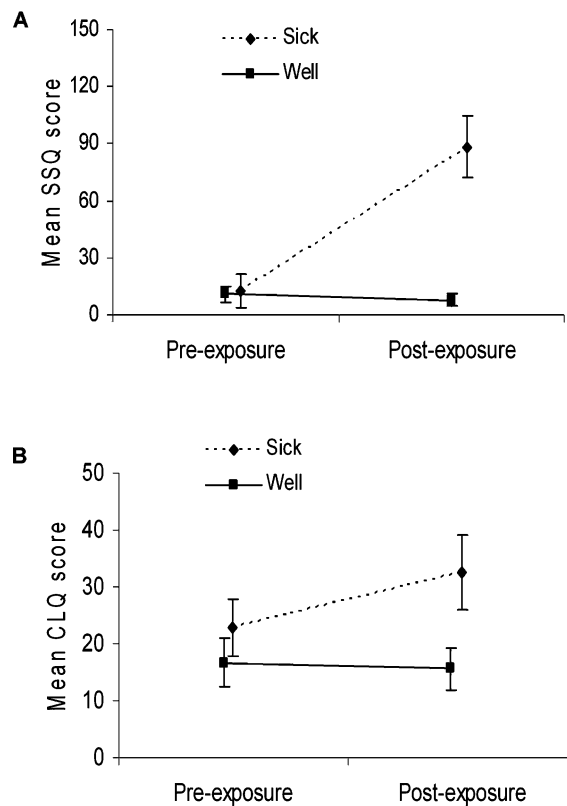 A
150
120
90
60
30
0
Mean SSQ score
Sick
Well
Pre-exposure
Post-exposure
B
50
40
30
20
10
0
Mean CLQ score
Sick
Well
Pre-exposure
Post-exposure